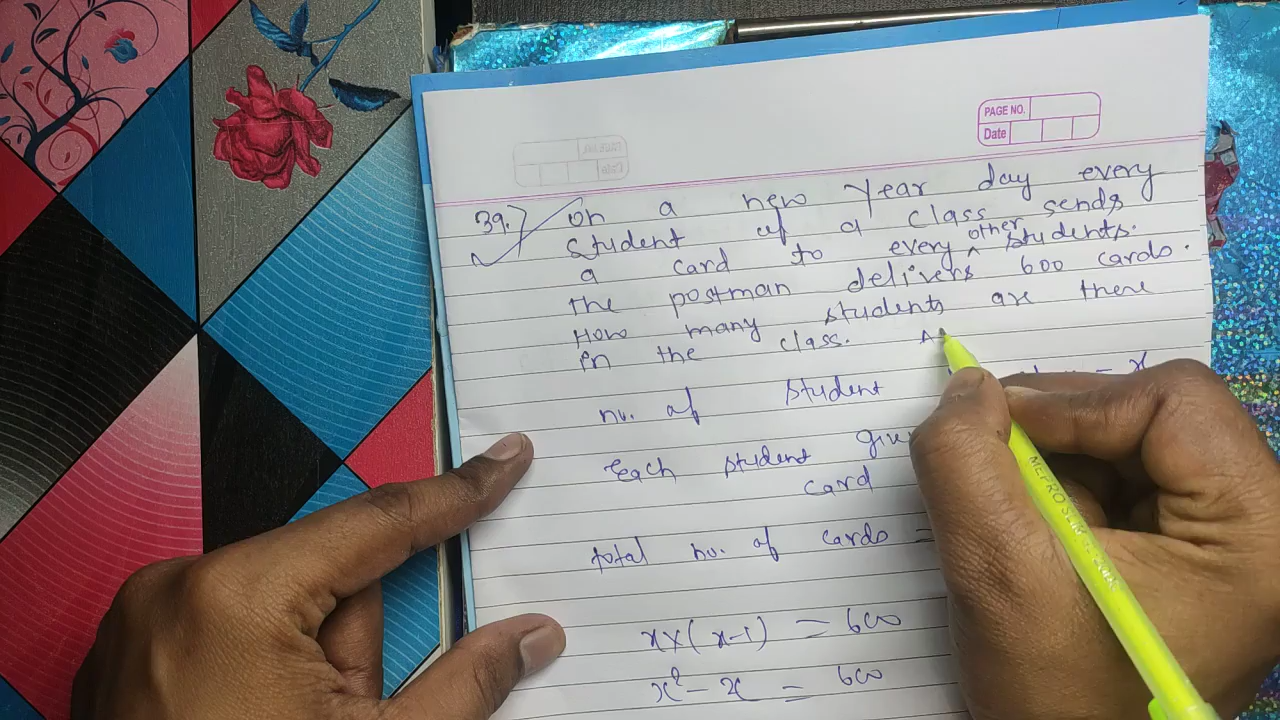 PAGE NO.
Date
39.) On a new Year day every
student of a class sends
a card to every other students.
The postman delivers 600 cards.
How many students are there
in the class.
no. of student = x
Each student give
card
total no. of cards =
x×(x-1) = 600
x² - x = 600